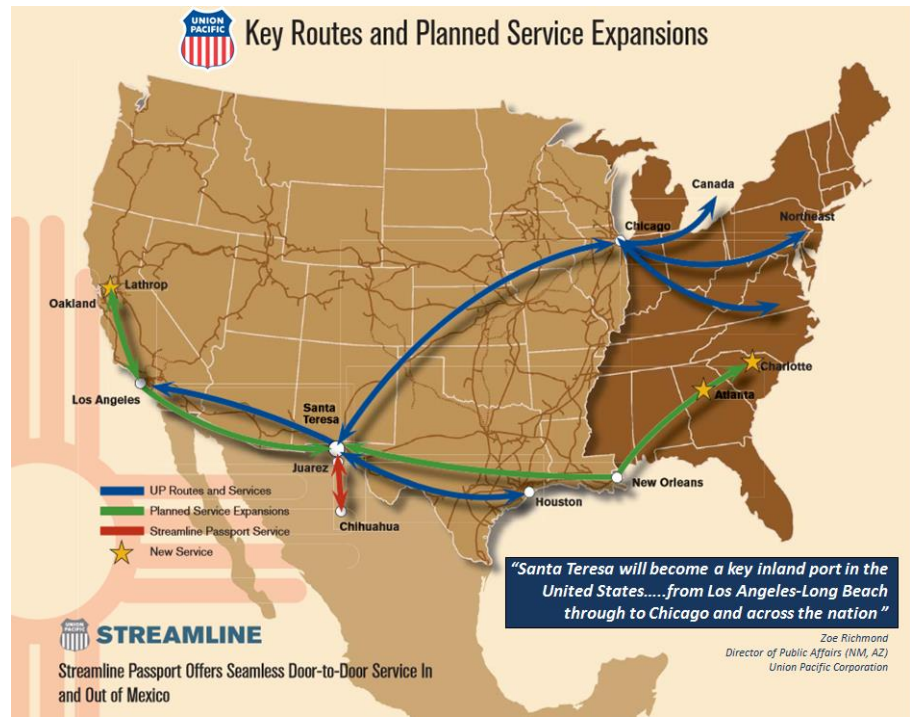 UNION
PACIFIC
Key Routes and Planned Service Expansions
Canada
Northeast
Chicago
Lathrop
Oakland
Los Angeles
Santa
Teresa
Juarez
Charlotte
Atlanta
New Orleans
Houston
Chihuahua
UP Routes and Services
Planned Service Expansions
Streamline Passport Service
New Service
"Santa Teresa will become a key inland port in the
United States.....from Los Angeles-Long Beach
through to Chicago and across the nation "
Zoe Richmond
Director of Public Affairs (NM, AZ)
Union Pacific Corporation
UNION
PACIFIC
STREAMLINE
Streamline Passport Offers Seamless Door-to-Door Service In
and Out of Mexico